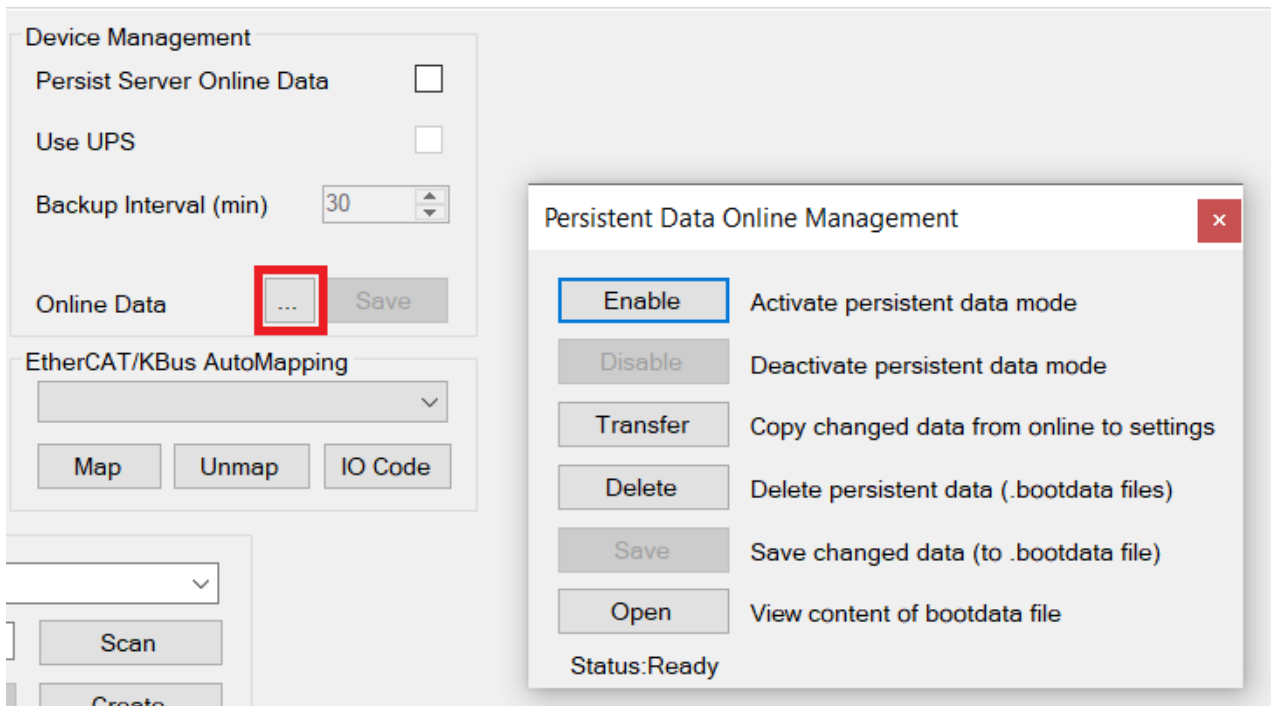 Device Management
Persist Server Online Data
Use UPS
Backup Interval (min) 30
Online Data ... Save
EtherCAT/KBus AutoMapping
Map Unmap IO Code
Scan
Create
Persistent Data Online Management
Enable Activate persistent data mode
Disable Deactivate persistent data mode
Transfer Copy changed data from online to settings
Delete Delete persistent data (.bootdata files)
Save Save changed data (to .bootdata file)
Open View content of bootdata file
Status:Ready